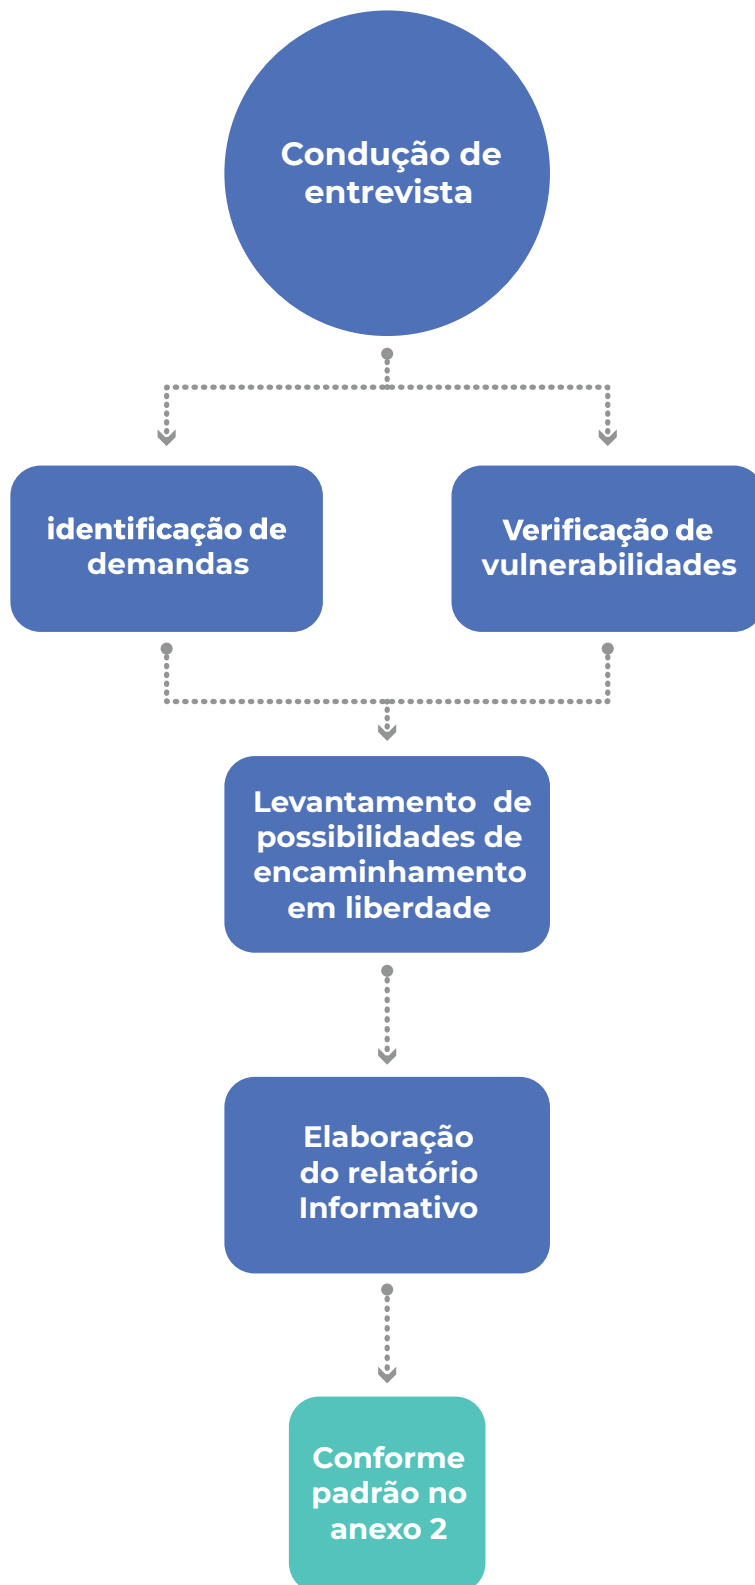 Condução de
entrevista
identificação de
demandas
Verificação de
vulnerabilidades
Levantamento de
possibilidades de
encaminhamento
em liberdade
Elaboração
do relatório
Informativo
Conforme
padrão no
anexo 2